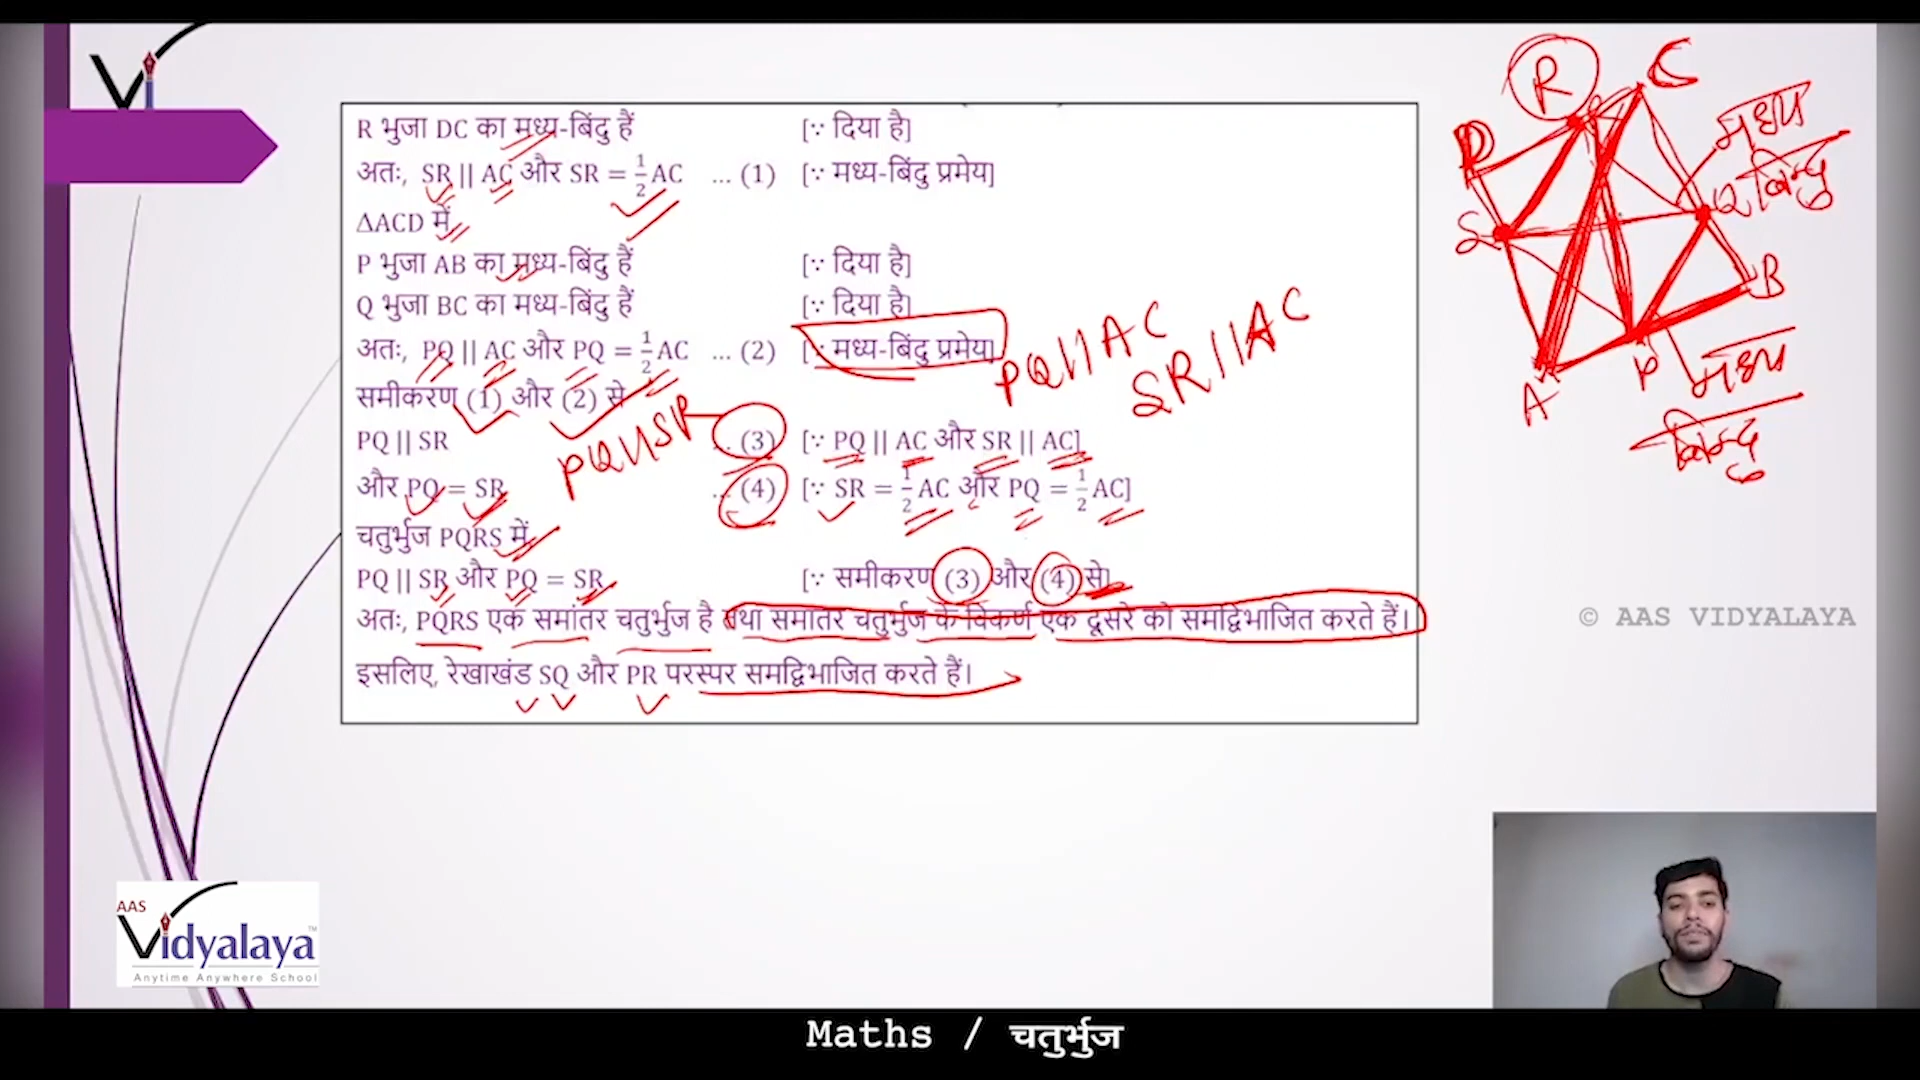 R भुजा DC का मध्य-बिंदु हैं [∵ दिया है]
अतः, SR || AC और SR = 1/2 AC ... (1) [∵ मध्य-बिंदु प्रमेय]
ΔACD में,
P भुजा AB का मध्य-बिंदु हैं [∵ दिया है]
Q भुजा BC का मध्य-बिंदु हैं [∵ दिया है]
अतः, PQ || AC और PQ = 1/2 AC ... (2) [∵ मध्य-बिंदु प्रमेय]
समीकरण (1) और (2) से
PQ || SR ... (3) [∵ PQ || AC और SR || AC]
और PQ = SR ... (4) [∵ SR = 1/2 AC और PQ = 1/2 AC]
चतुर्भुज PQRS में,
PQ || SR और PQ = SR [∵ समीकरण (3) और (4) से]
अतः, PQRS एक समांतर चतुर्भुज है तथा समातर चतुर्भुज के विकर्ण एक दूसरे को समद्विभाजित करते हैं।
इसलिए, रेखाखंड SQ और PR परस्पर समद्विभाजित करते हैं।
PQ||AC
SR||AC
PQ||SR
R
C
D
S
Q
B
A
P
मध्य
बिन्दु
मध्य
बिन्दु
© AAS VIDYALAYA
AAS
Vidyalaya
TM
Anytime Anywhere School
Maths / चतुर्भुज